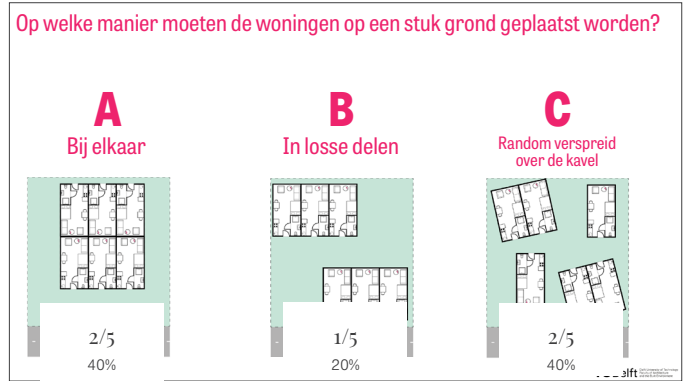 Op welke manier moeten de woningen op een stuk grond geplaatst worden?
A
Bij elkaar
B
In losse delen
C
Random verspreid
over de kavel
2/5
40%
1/5
20%
2/5
40%
elft